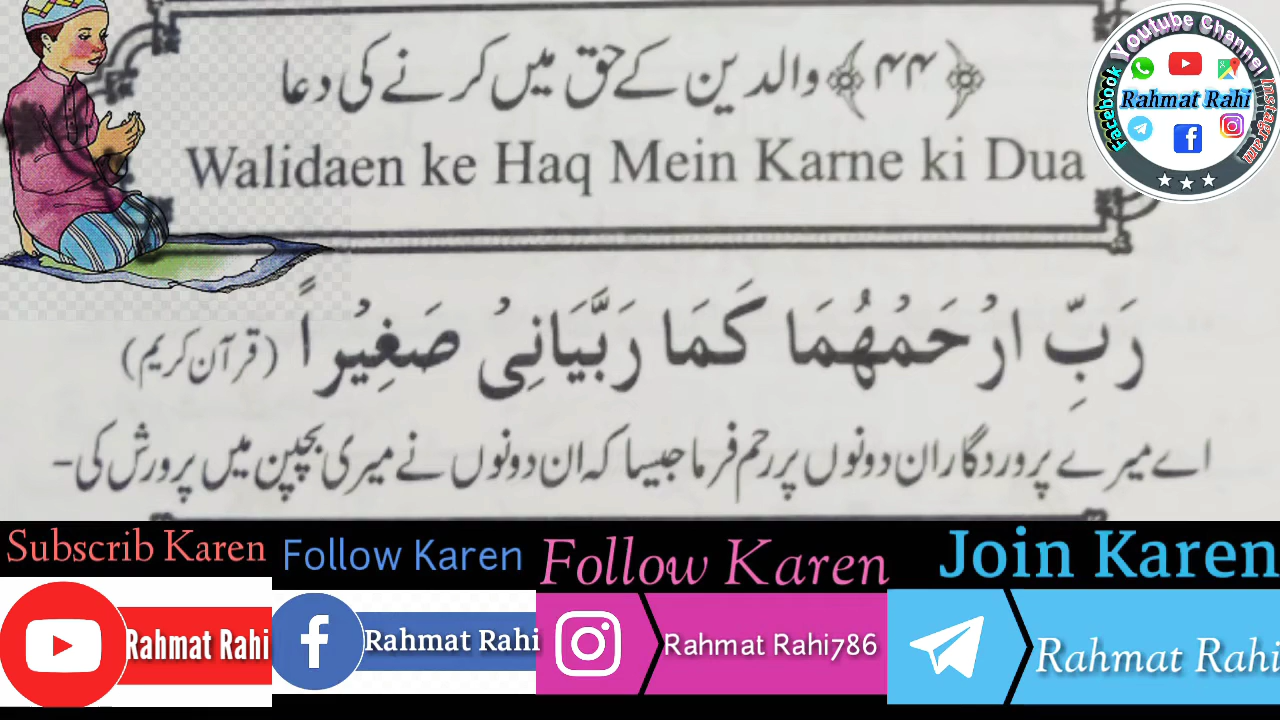 ﴿۴۴﴾ والدین کے حق میں کرنے کی دعا
Walidaen ke Haq Mein Karne ki Dua
رَبِّ ارْحَمْهُمَا كَمَا رَبَّيَانِیْ صَغِیْراً (قرآن کریم)
اے میرے پروردگار ان دونوں پر رحم فرما جیسا کہ ان دونوں نے میری بچپن میں پرورش کی۔
Facebook Youtube Channel Instagram
Rahmat Rahi
Subscrib Karen
Follow Karen
Follow Karen
Join Karen
Rahmat Rahi
Rahmat Rahi
Rahmat Rahi786
Rahmat Rahi